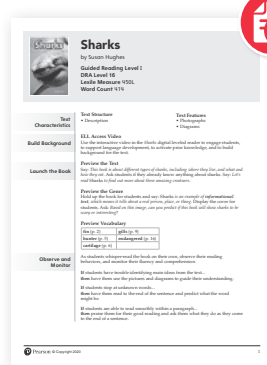 Sharks
Sharks
by Susan Hughes
Guided Reading Level I
DRA Level 16
Lexile Measure 450L
Word Count 414
Text
Characteristics
Text Structure
• Description
Text Features
• Photographs
• Diagrams
Build Background
ELL Access Video
Use the interactive video in the Sharks digital leveled reader to engage students,
to support language development, to activate prior knowledge, and to build
background for the text.
Launch the Book
Preview the Text
Say: This book is about different types of sharks, including where they live, and what and
how they eat. Ask students if they already know anything about sharks. Say: Let's
read Sharks to find out more about these amazing creatures.
Preview the Genre
Hold up the book for students and say: Sharks is an example of informational
text, which means it tells about a real person, place, or thing. Display the cover for
students. Ask: Based on this image, can you predict if this book will show sharks to be
scary or interesting?
Preview Vocabulary
fin (p. 2)
gills (p. 9)
hunter (p. 5)
endangered (p. 16)
cartilage (p. 6)
Observe and
Monitor
As students whisper-read the book on their own, observe their reading
behaviors, and monitor their fluency and comprehension.
If students have trouble identifying main ideas from the text...
then have them use the pictures and diagrams to guide their understanding.
If students stop at unknown words...
then have them read to the end of the sentence and predict what the word
might be.
If students are able to read smoothly within a paragraph...
then praise them for their good reading and ask them what they do as they come
to the end of a sentence.
Pearson © Copyright 2020
1